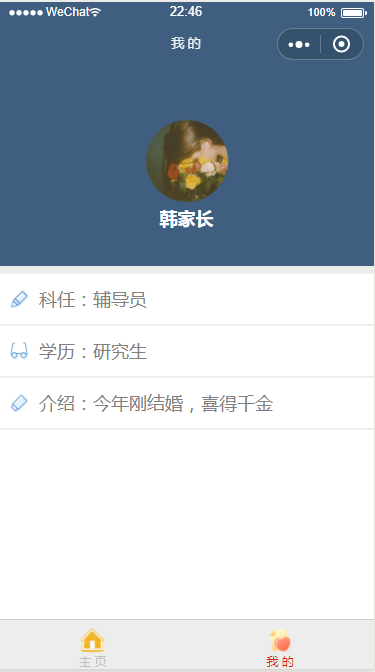 WeChat 22:46 100%
我的
韩家长
科任：辅导员
学历：研究生
介绍：今年刚结婚，喜得千金
主页 我的